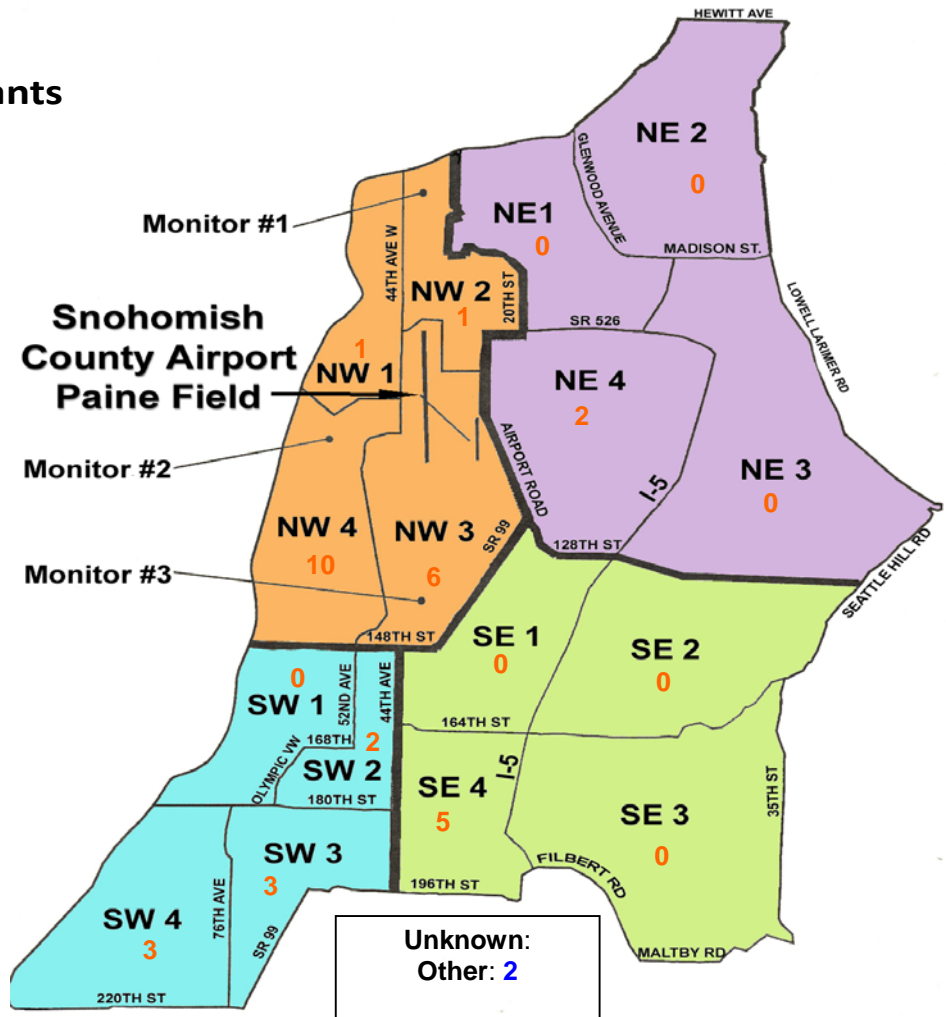 HEWITT AVE
ants
NE 2
0
GLENWOOD AVENUE
MADISON ST.
NE1
0
Monitor #1
44TH AVE W
NW 2
1
20TH ST
SR 526
LOWELL LARIMER RD
Snohomish
County Airport
Paine Field
1
NW 1
NE 4
2
AIRPORT ROAD
I-5
NE 3
0
Monitor #2
NW 4
10
NW 3
6
SR 99
128TH ST
SEATTLE HILL RD
Monitor #3
148TH ST
SE 1
0
SE 2
0
0
SW 1
52ND AVE
44TH AVE
164TH ST
168TH
2
OLYMPIC VW
SW 2
180TH ST
I-5
SE 4
5
SE 3
0
35TH ST
SW 3
3
76TH AVE
SR 99
FILBERT RD
196TH ST
SW 4
3
MALTBY RD
220TH ST
Unknown:
Other: 2